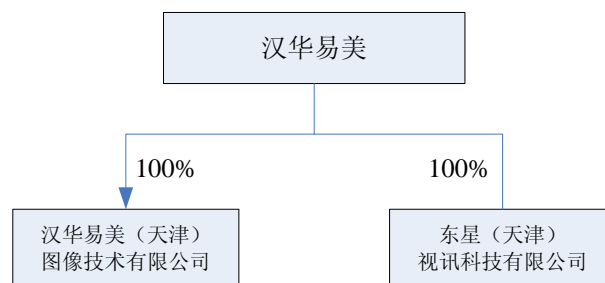 汉华易美
100%
100%
汉华易美（天津）
图像技术有限公司
东星（天津）
视讯科技有限公司